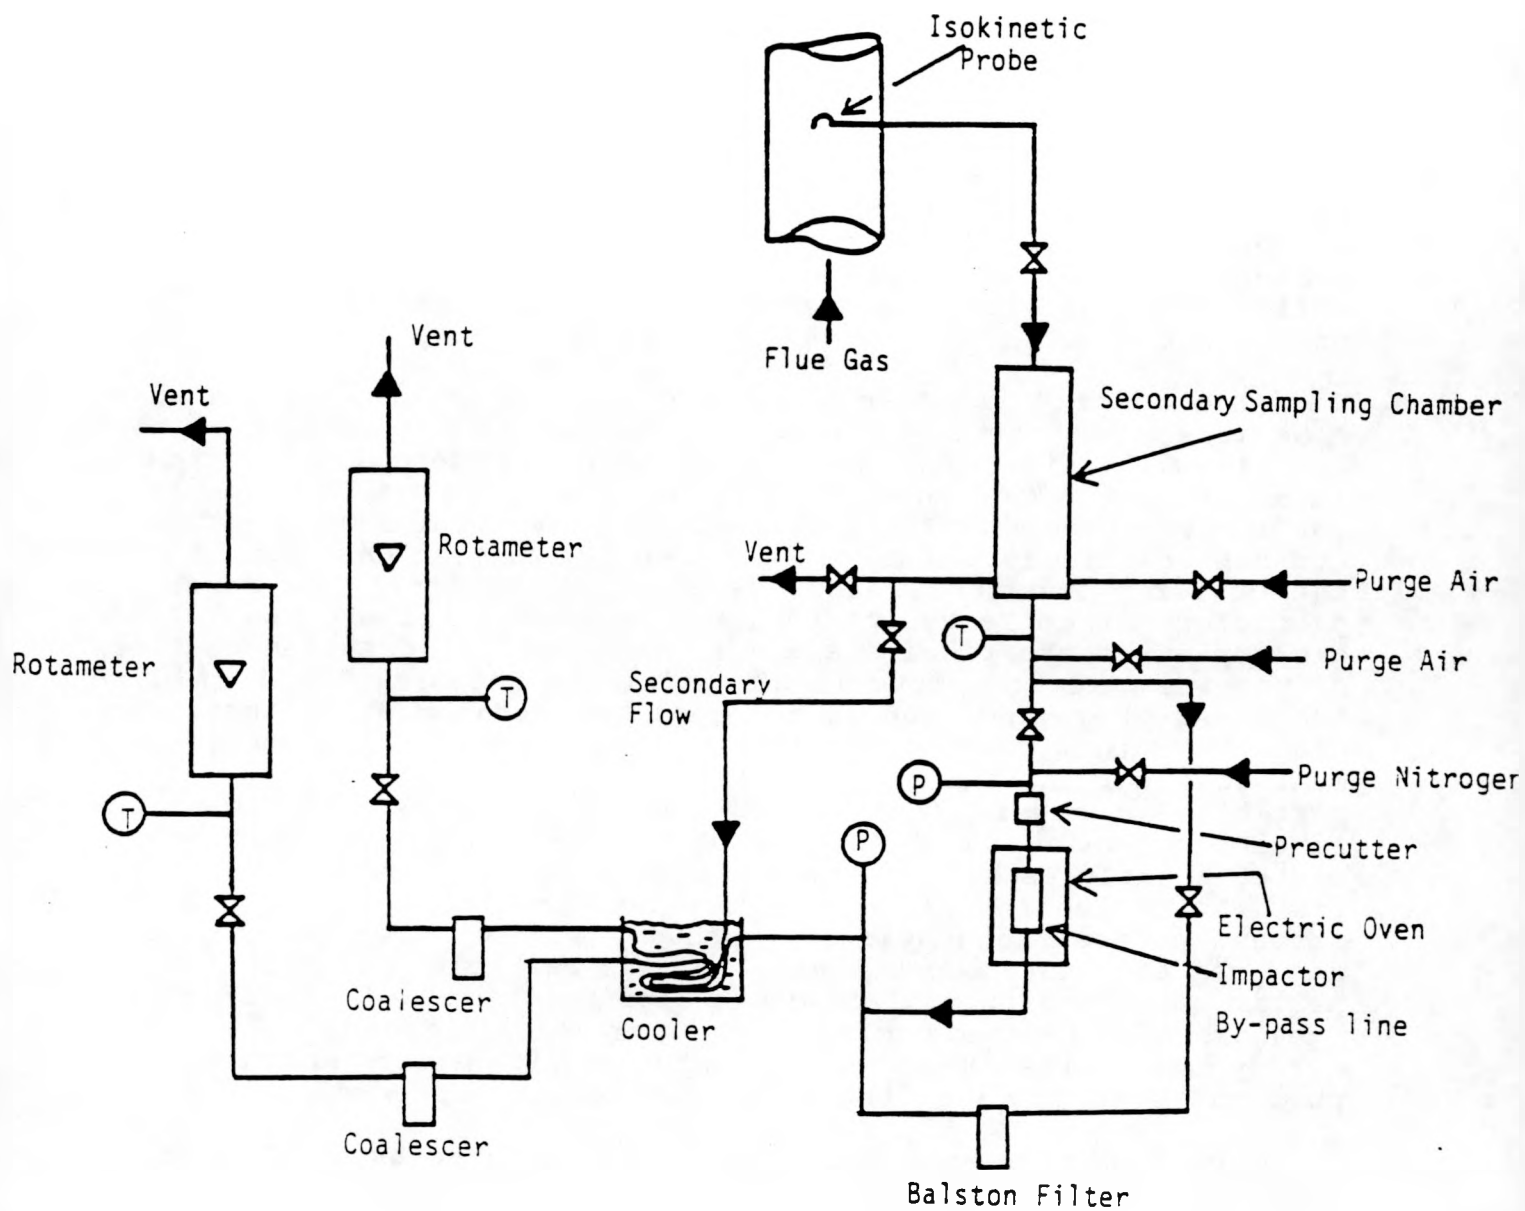 Isokinetic
Probe
Flue Gas
Vent
Vent
Secondary Sampling Chamber
Rotameter
Vent
Purge Air
Rotameter
T
Purge Air
Secondary
Flow
T
P
Purge Nitroger
T
P
Precutter
Electric Oven
Impactor
Coalescer
Cooler
By-pass line
Coalescer
Balston Filter